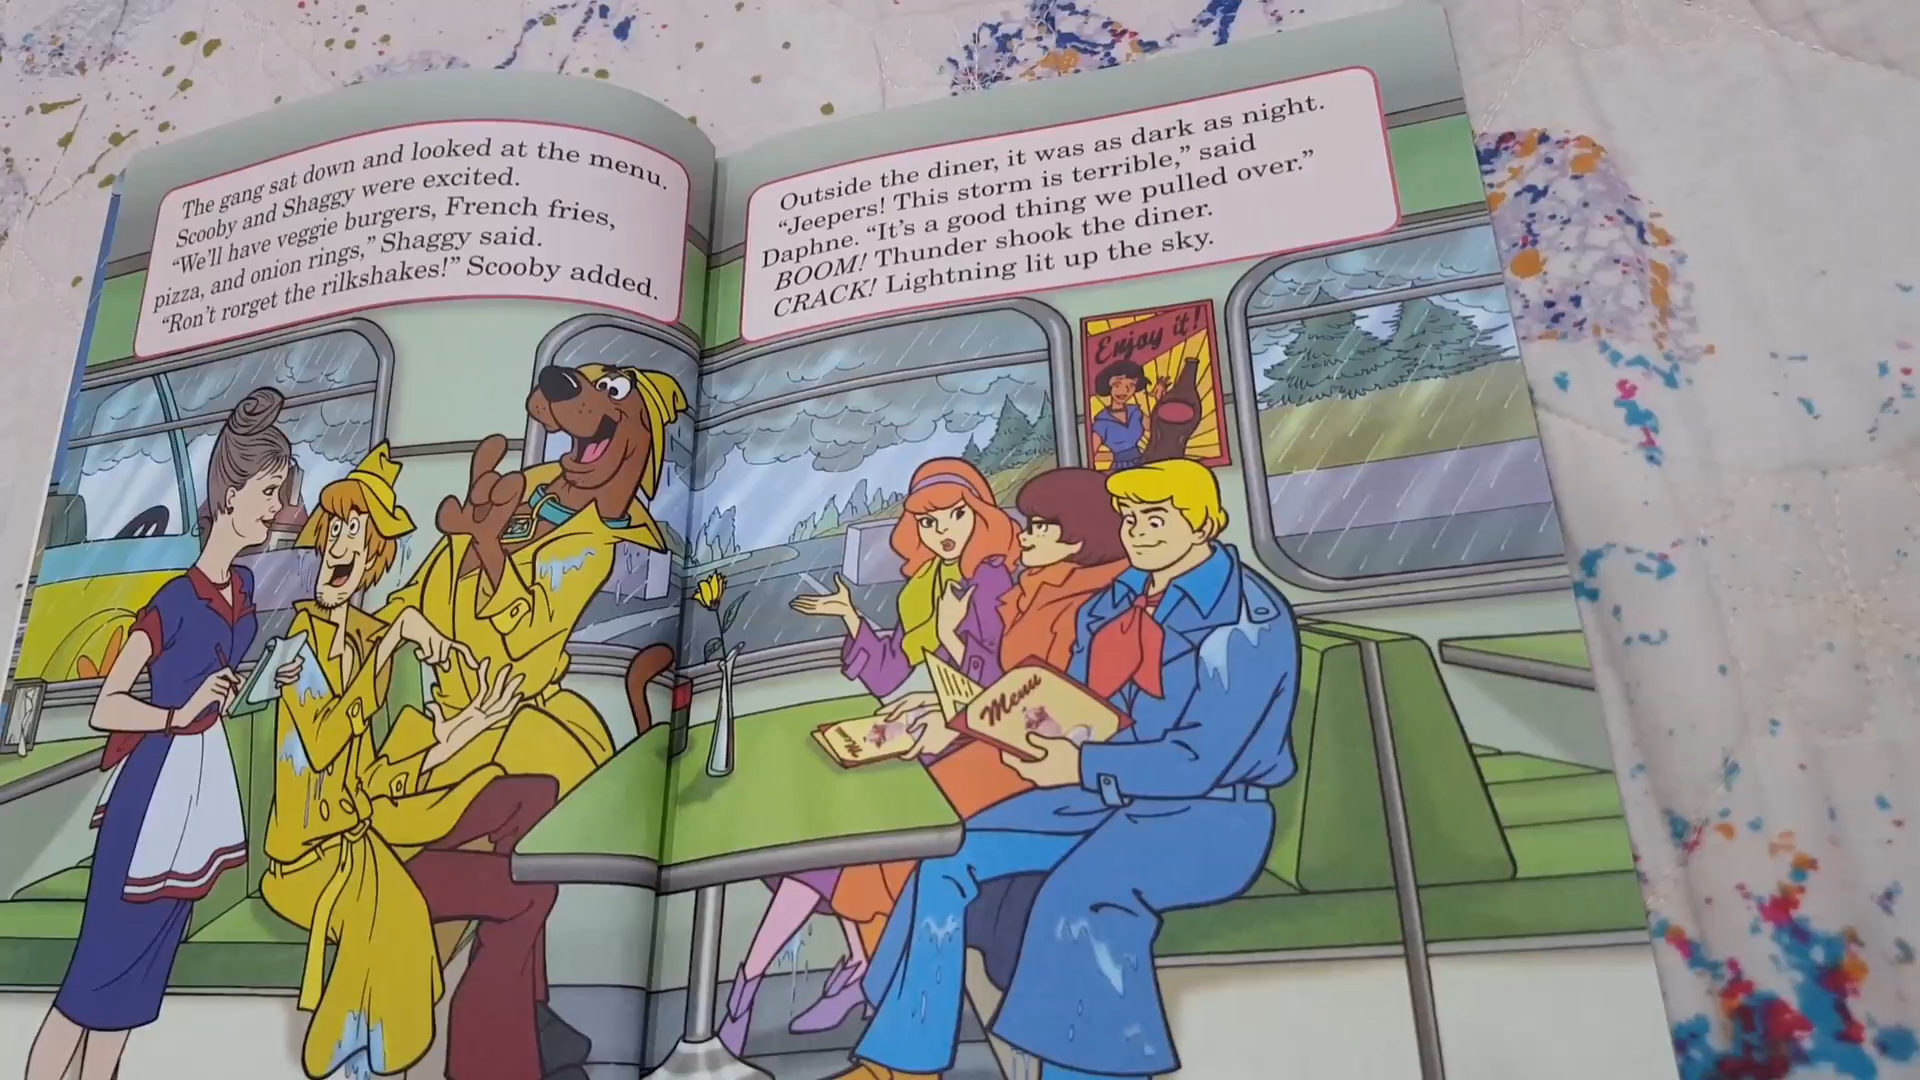 The gang sat down and looked at the menu.
Scooby and Shaggy were excited.
“We’ll have veggie burgers, French fries,
pizza, and onion rings,” Shaggy said.
“Ron’t rorget the rilkshakes!” Scooby added.
Outside the diner, it was as dark as night.
“Jeepers! This storm is terrible,” said
Daphne. “It’s a good thing we pulled over.”
BOOM! Thunder shook the diner.
CRACK! Lightning lit up the sky.
Enjoy it!
Menu
Menu